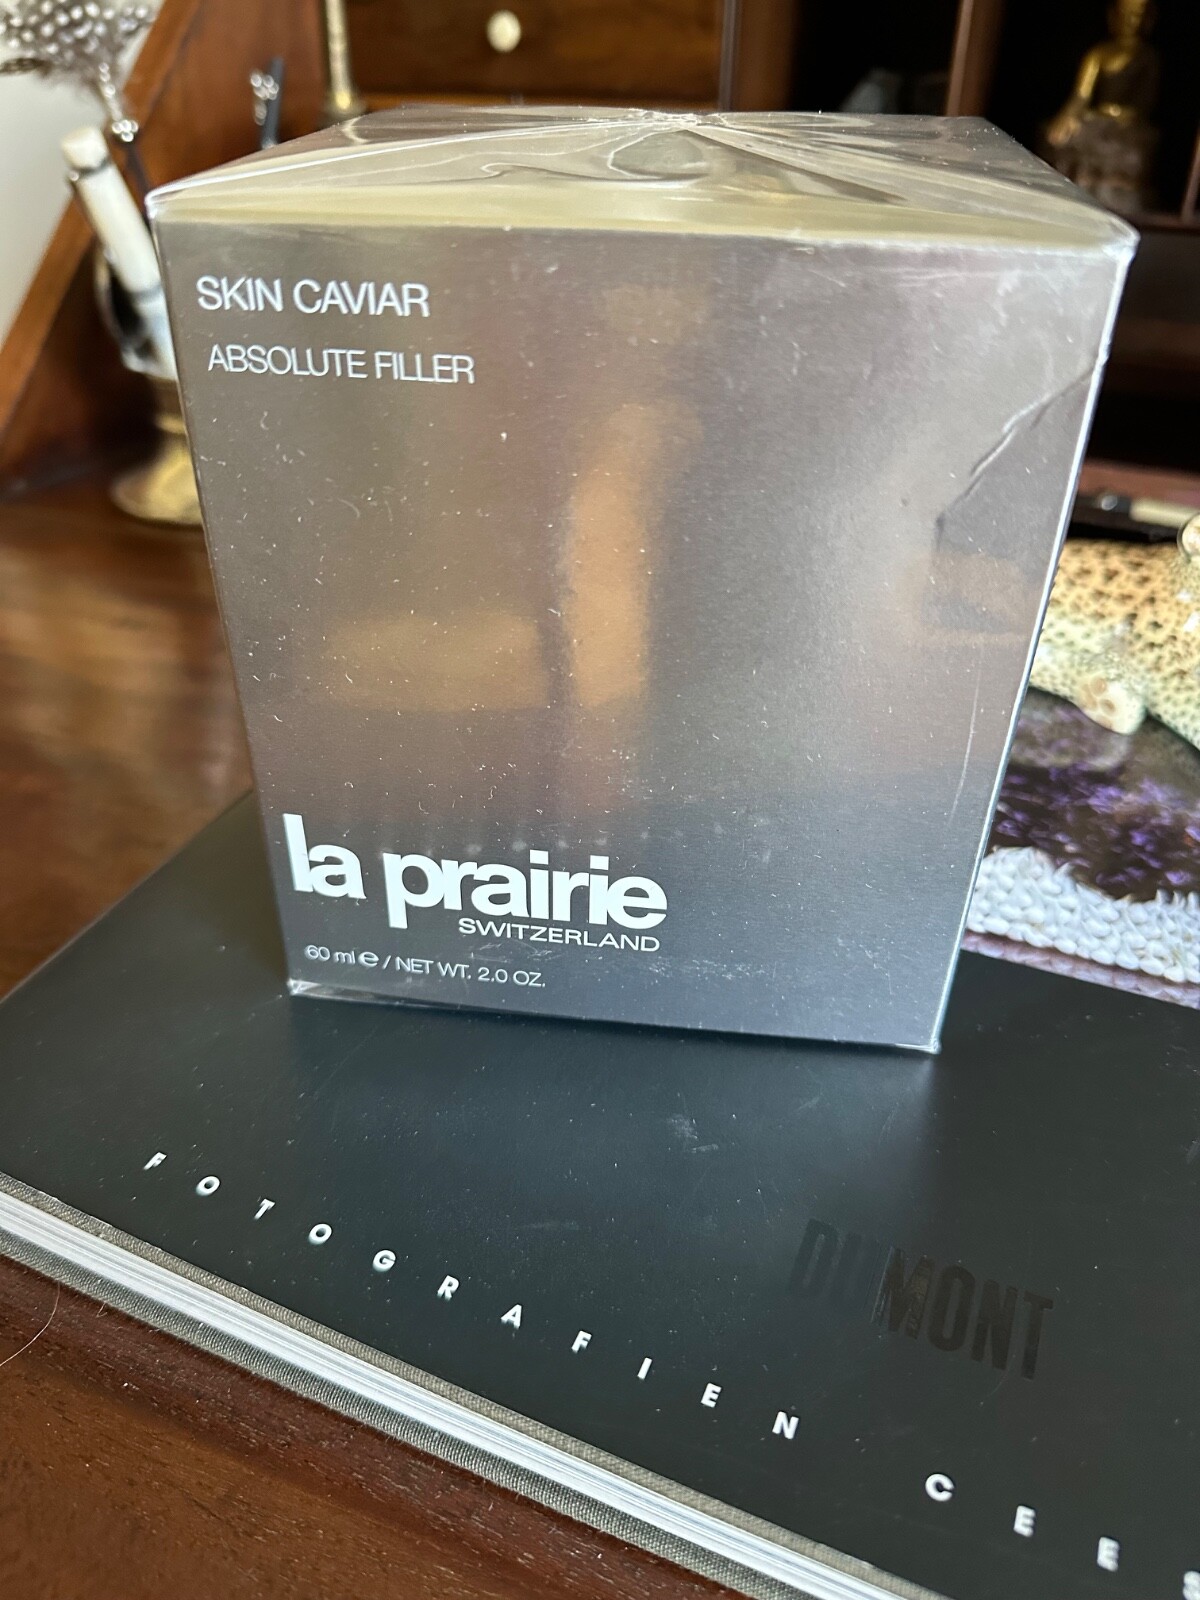 SKIN CAVIAR
ABSOLUTE FILLER
la prairie
SWITZERLAND
60 ml ℮ / NET WT. 2.0 OZ.
DUMONT
FOTOGRAFIEN CEES